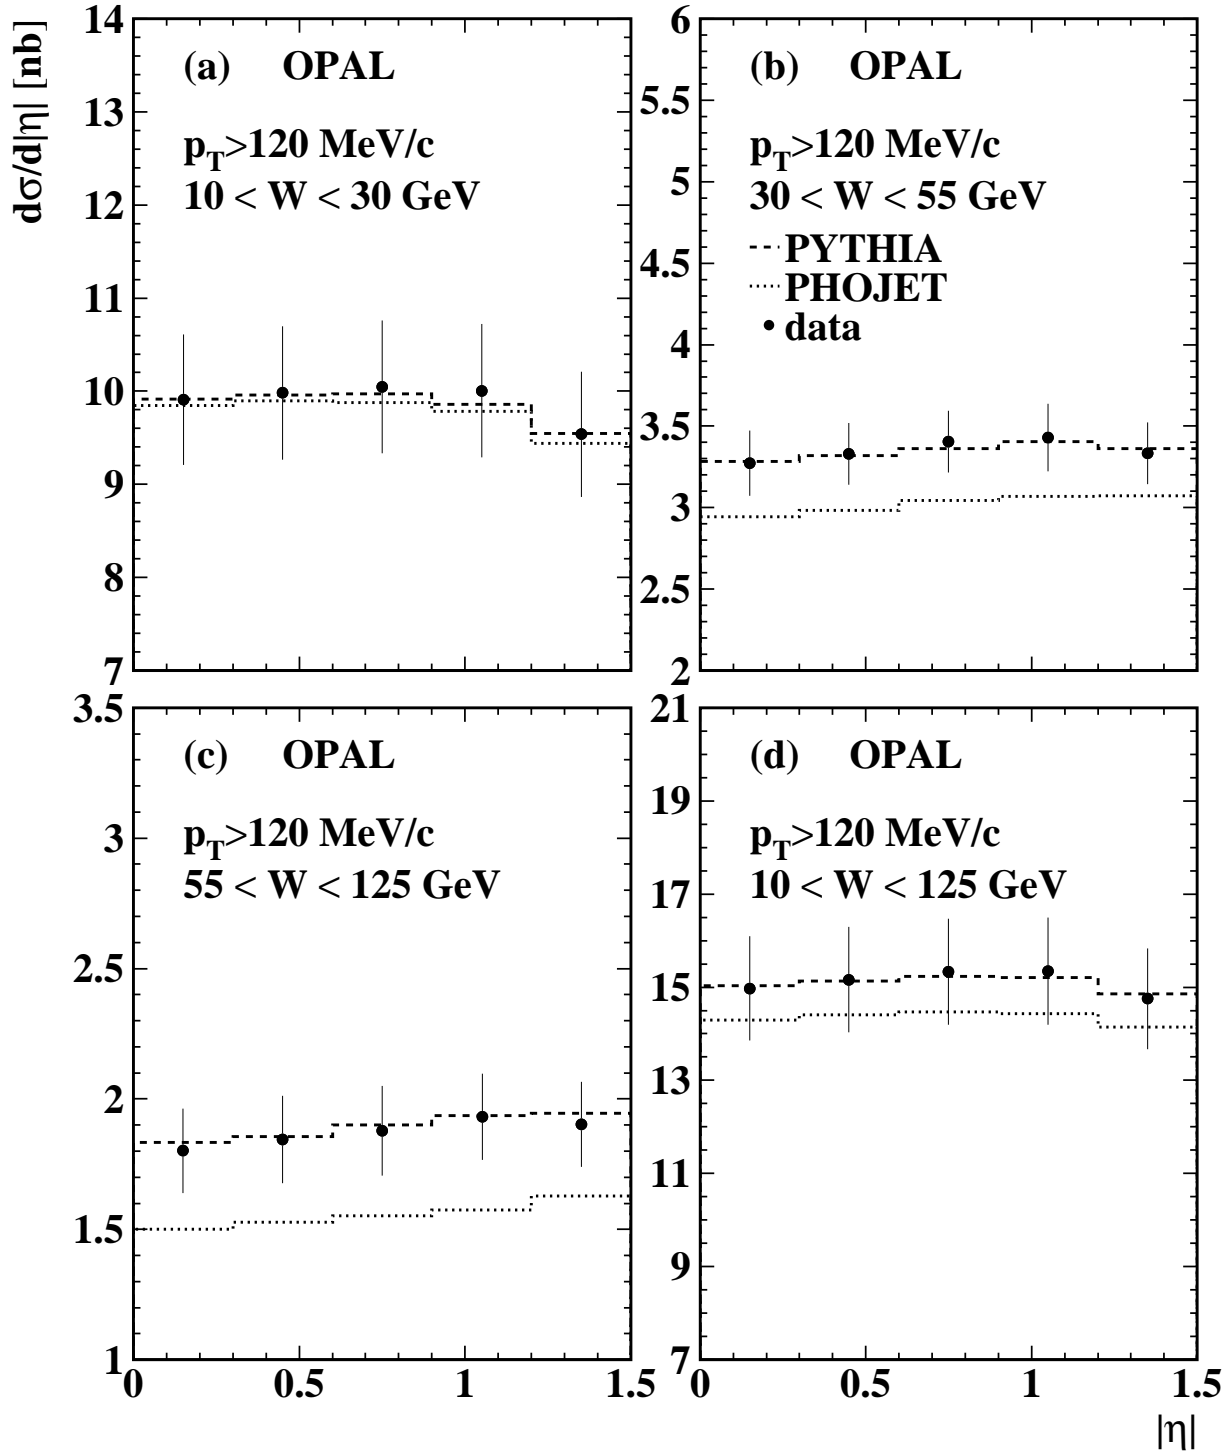 dσ/d|η| [nb]
14
13
12
11
10
9
8
7
(a) OPAL
p_T>120 MeV/c
10 < W < 30 GeV
6
5.5
5
4.5
4
3.5
3
2.5
2
(b) OPAL
p_T>120 MeV/c
30 < W < 55 GeV
PYTHIA
PHOJET
data
3.5
3
2.5
2
1.5
1
(c) OPAL
p_T>120 MeV/c
55 < W < 125 GeV
0 0.5 1 1.5
21
19
17
15
13
11
9
7
(d) OPAL
p_T>120 MeV/c
10 < W < 125 GeV
0 0.5 1 1.5
|η|